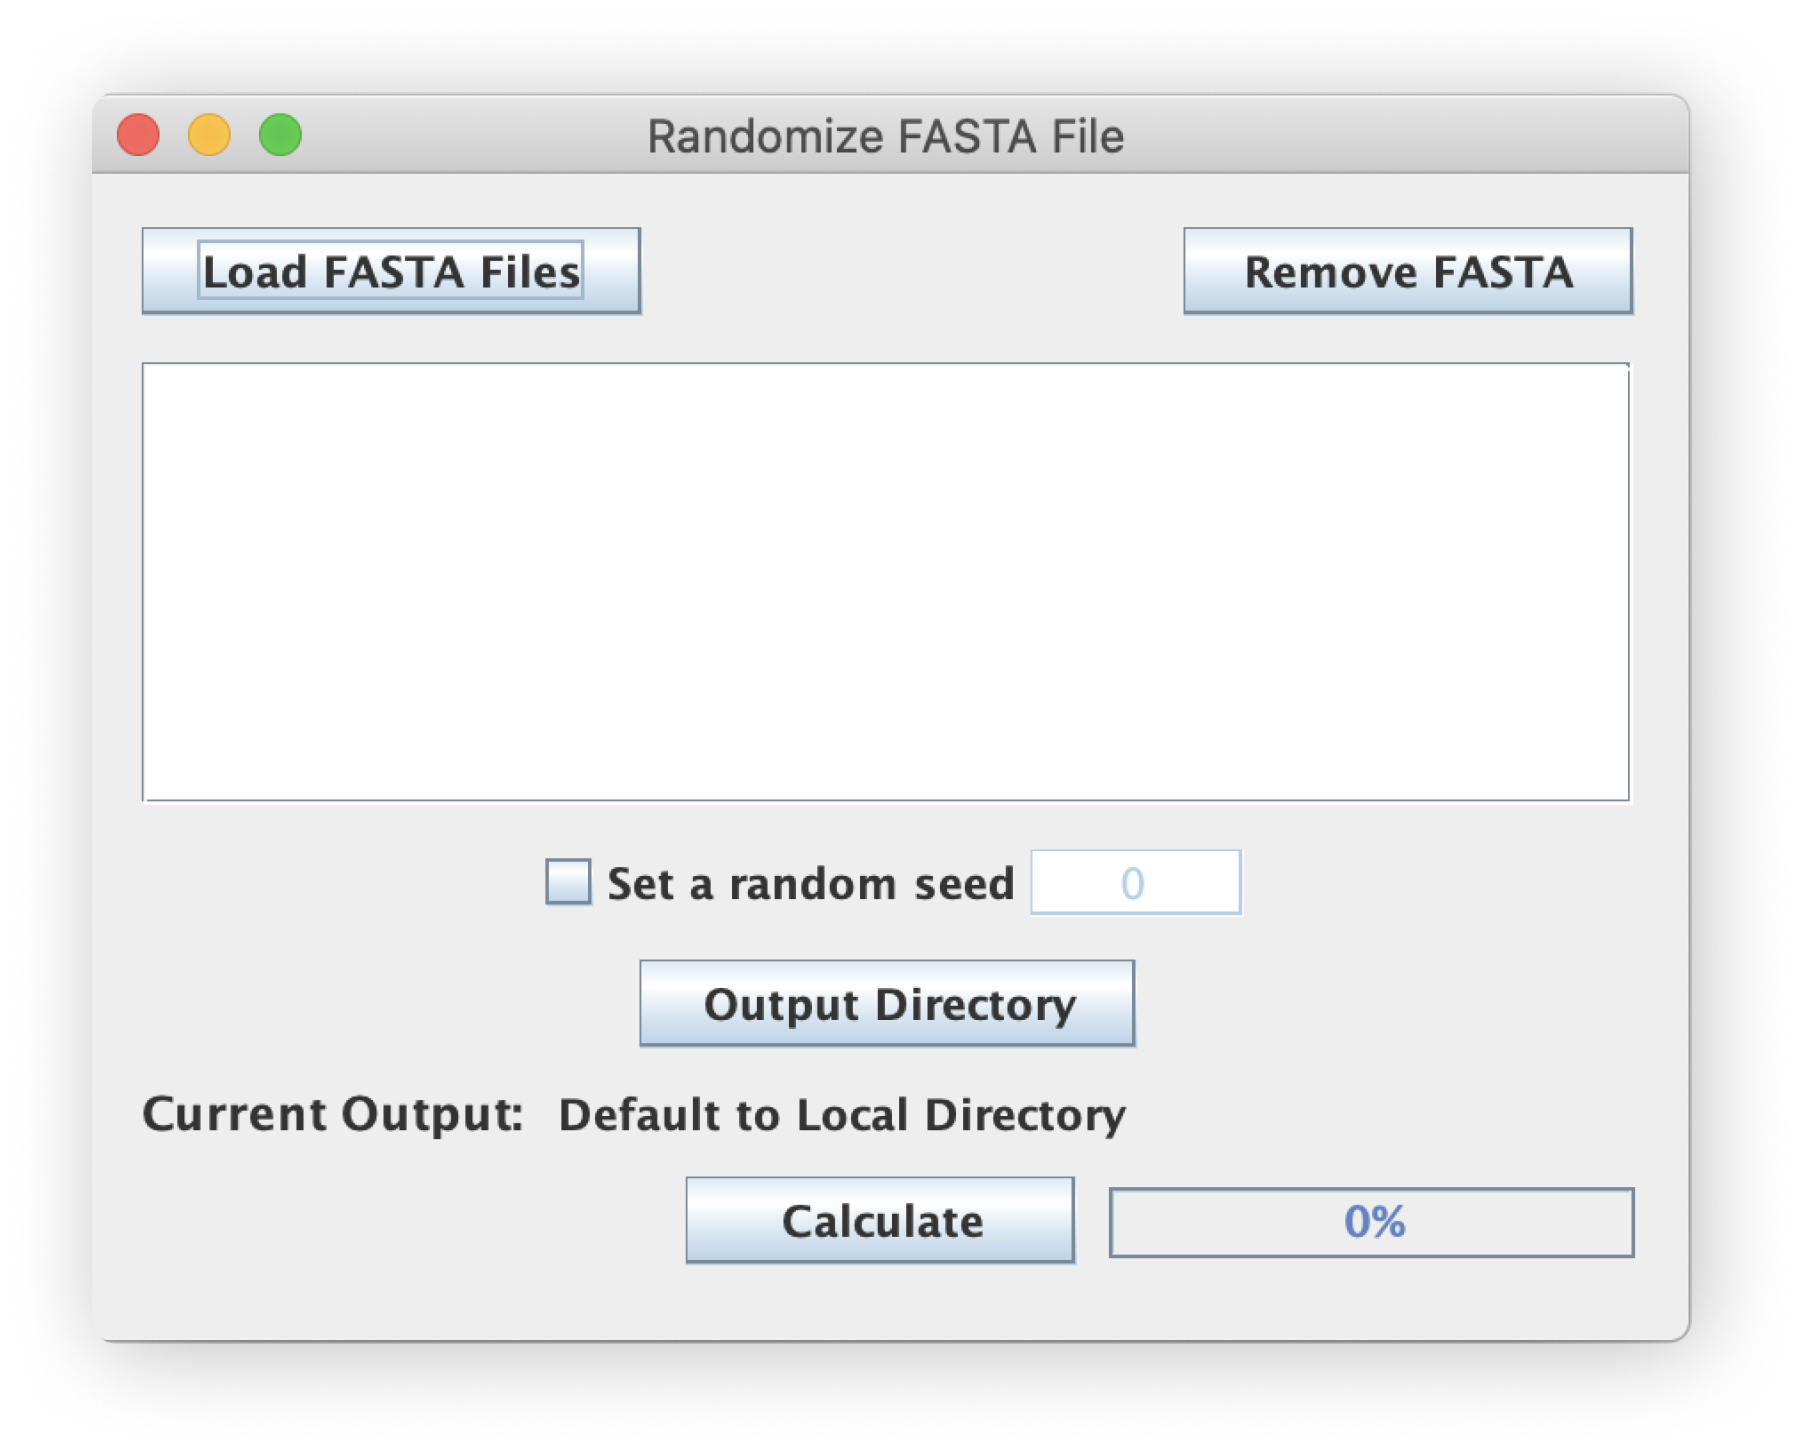 Randomize FASTA File
Load FASTA Files
Remove FASTA
Set a random seed 0
Output Directory
Current Output: Default to Local Directory
Calculate 0%